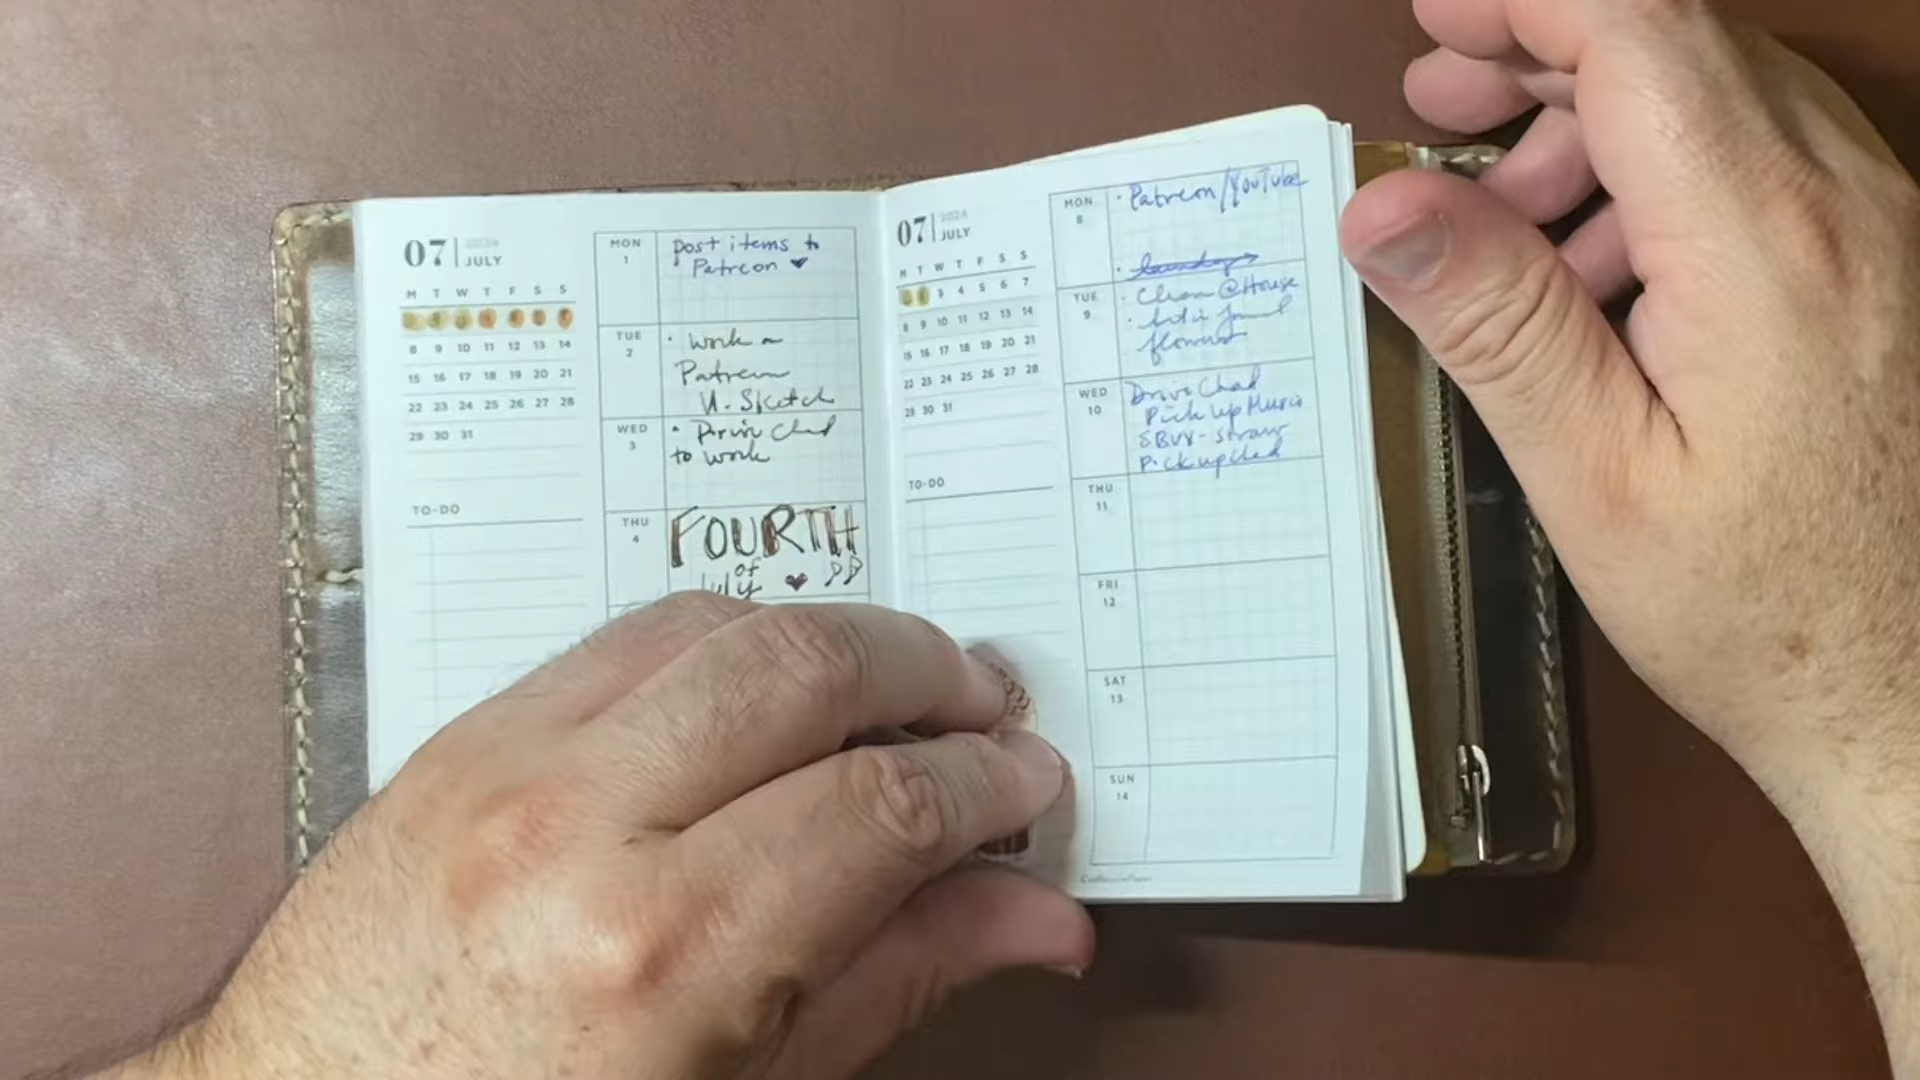 07
JULY
M T W T F S S
8 9 10 11 12 13 14
15 16 17 18 19 20 21
22 23 24 25 26 27 28
29 30 31
TO-DO
MON
1
post items to
Patreon ♥
TUE
2
• Work on
Patreon
V. Sketch
WED
3
• Drive Chad
to work
THU
4
FOURTH
of
July ♥
07
2024
JULY
M T W T F S S
3 4 5 6 7
8 9 10 11 12 13 14
15 16 17 18 19 20 21
22 23 24 25 26 27 28
29 30 31
TO-DO
MON
8
• Patreon/YouTube
• laundry
TUE
9
• Clean @ House
WED
10
Drive Chad
Pick up Music
SBUX - straw
Pick up Chad
THU
11
FRI
12
SAT
13
SUN
14